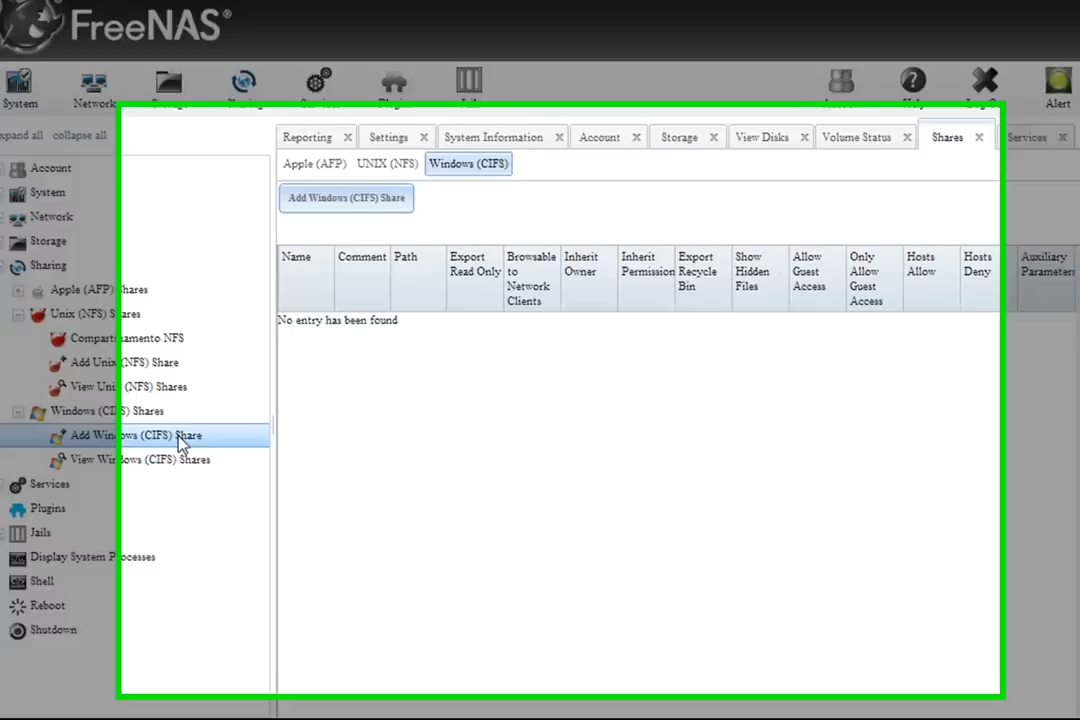 FreeNAS®
System
Network
Alert
expand all collapse all
Reporting
Settings
System Information
Account
Storage
View Disks
Volume Status
Shares
Services
Apple (AFP) UNIX (NFS) Windows (CIFS)
Add Windows (CIFS) Share
Name
Comment
Path
Export
Read Only
Browsable
to
Network
Clients
Inherit
Owner
Inherit
Permission
Export
Recycle
Bin
Show
Hidden
Files
Allow
Guest
Access
Only
Allow
Guest
Access
Hosts
Allow
Hosts
Deny
Auxiliary
Parameters
No entry has been found
Account
System
Network
Storage
Sharing
Apple (AFP) Shares
Unix (NFS) Shares
Compartinamento NFS
Add Unix (NFS) Share
View Unix (NFS) Shares
Windows (CIFS) Shares
Add Windows (CIFS) Share
View Windows (CIFS) Shares
Services
Plugins
Jails
Display System Processes
Shell
Reboot
Shutdown